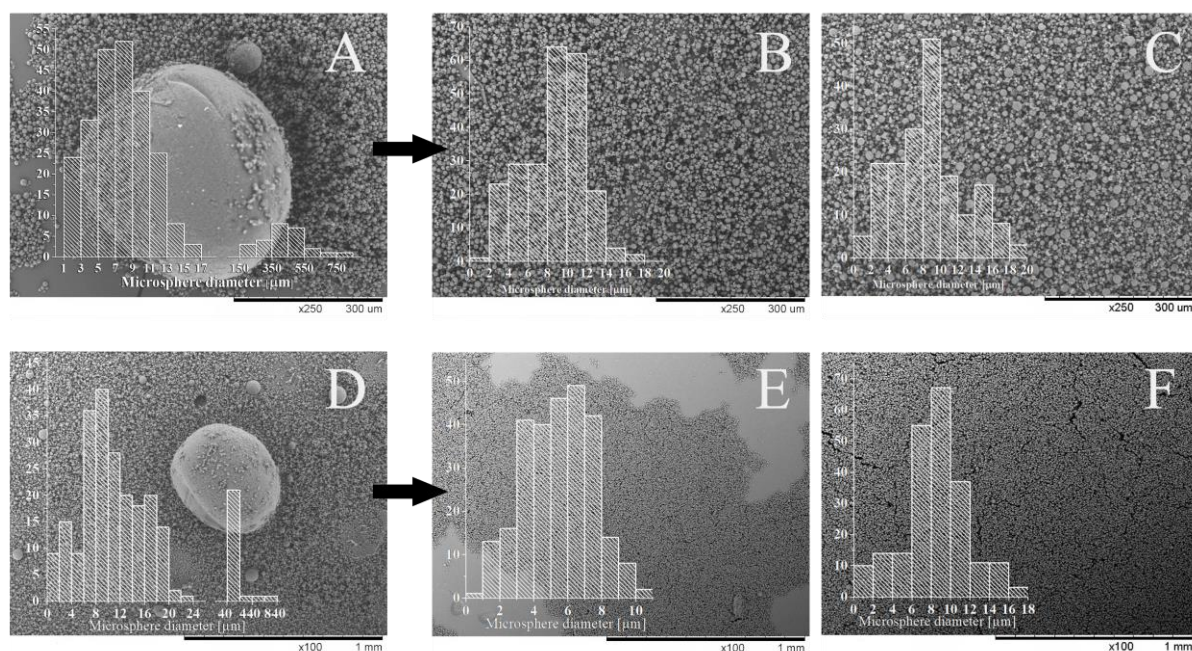 A
55
50
45
40
35
30
25
20
15
10
5
0
1 3 5 7 9 11 13 15 17 150 350 550 750
Microsphere diameter [µm]
x250 300 um
B
70
60
50
40
30
20
10
0
0 2 4 6 8 10 12 14 16 18 20
Microsphere diameter [µm]
x250 300 um
C
50
40
30
20
10
0
0 2 4 6 8 10 12 14 16 18 20
Microsphere diameter [µm]
x250 300 um
D
40
35
30
25
20
15
10
5
0
0 4 8 12 16 20 24 40 440 840
Microsphere diameter [µm]
x100 1 mm
E
50
40
30
20
10
0
0 2 4 6 8 10
Microsphere diameter [µm]
x100 1 mm
F
70
60
50
40
30
20
10
0
0 2 4 6 8 10 12 14 16 18
Microsphere diameter [µm]
x100 1 mm